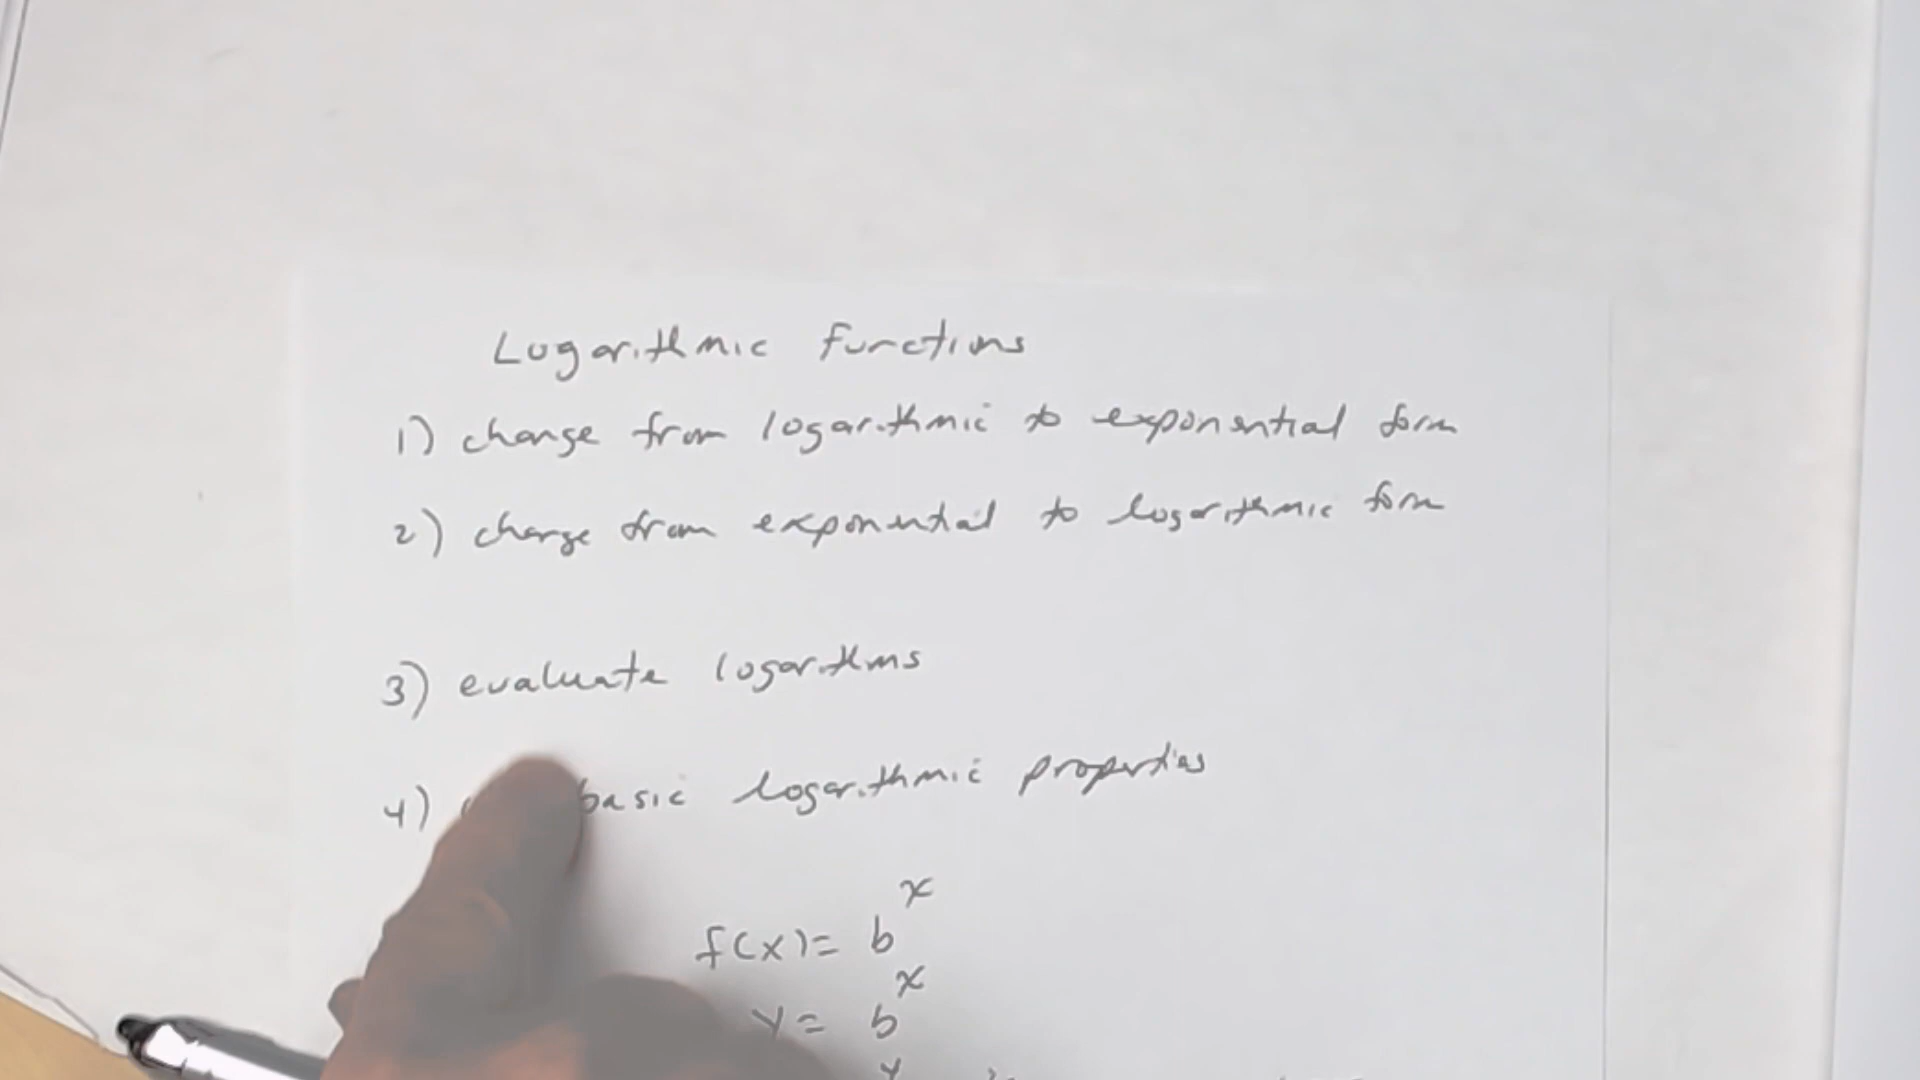 Logarithmic functions
1) change from logarithmic to exponential form
2) change from exponential to logarithmic form
3) evaluate logarithms
4) basic logarithmic properties
f(x) = b^x
y = b^x
y